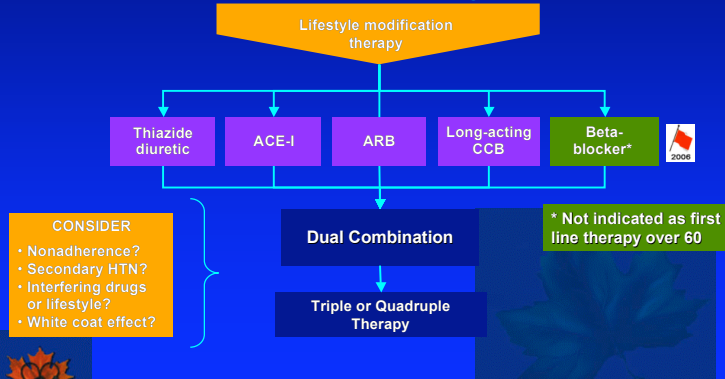 Lifestyle modification
therapy
Thiazide
diuretic
ACE-I
ARB
Long-acting
CCB
Beta-
blocker*
2006
CONSIDER
• Nonadherence?
• Secondary HTN?
• Interfering drugs
or lifestyle?
• White coat effect?
Dual Combination
* Not indicated as first
line therapy over 60
Triple or Quadruple
Therapy